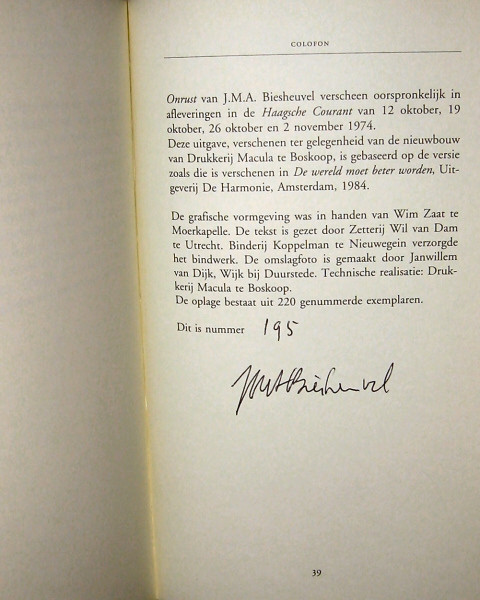 COLOFON
Onrust van J.M.A. Biesheuvel verscheen oorspronkelijk in
afleveringen in de Haagsche Courant van 12 oktober, 19
oktober, 26 oktober en 2 november 1974.
Deze uitgave, verschenen ter gelegenheid van de nieuwbouw
van Drukkerij Macula te Boskoop, is gebaseerd op de versie
zoals die is verschenen in De wereld moet beter worden, Uit-
geverij De Harmonie, Amsterdam, 1984.
De grafische vormgeving was in handen van Wim Zaat te
Moerkapelle. De tekst is gezet door Zetterij Wil van Dam
te Utrecht. Binderij Koppelman te Nieuwegein verzorgde
het bindwerk. De omslagfoto is gemaakt door Janwillem
van Dijk, Wijk bij Duurstede. Technische realisatie: Druk-
kerij Macula te Boskoop.
De oplage bestaat uit 220 genummerde exemplaren.
Dit is nummer 195
JMABiesheuvel
39